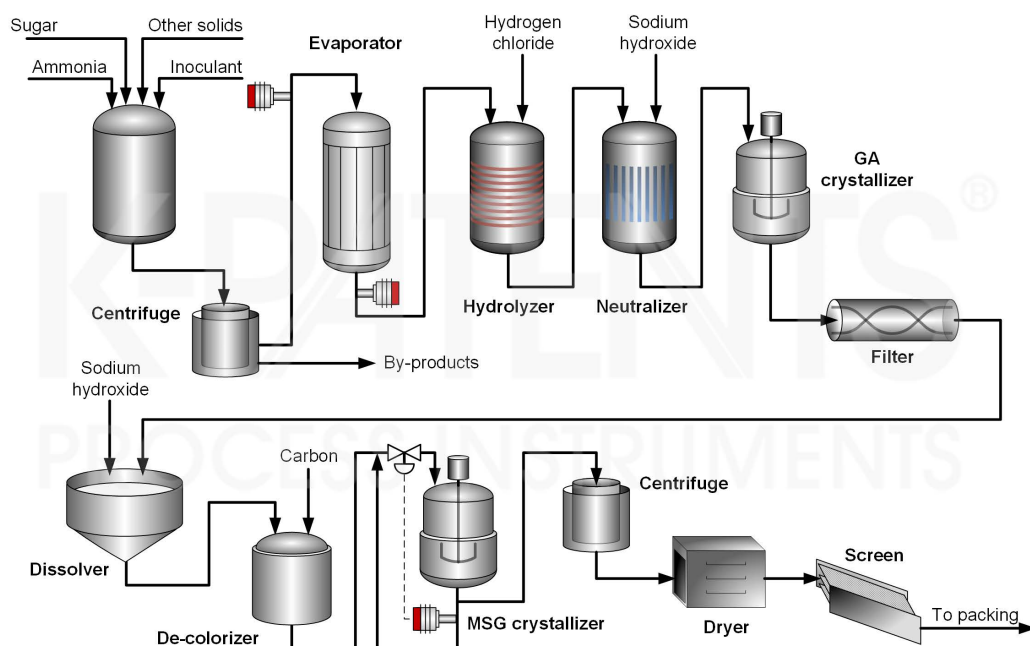 Sugar
Other solids
Ammonia
Inoculant
Evaporator
Hydrogen
chloride
Sodium
hydroxide
GA
crystallizer
®
K-PATENTS
Centrifuge
Hydrolyzer
Neutralizer
By-products
Filter
Sodium
hydroxide
PROCESS INSTRUMENTS
Carbon
Centrifuge
Dissolver
Screen
De-colorizer
MSG crystallizer
Dryer
To packing